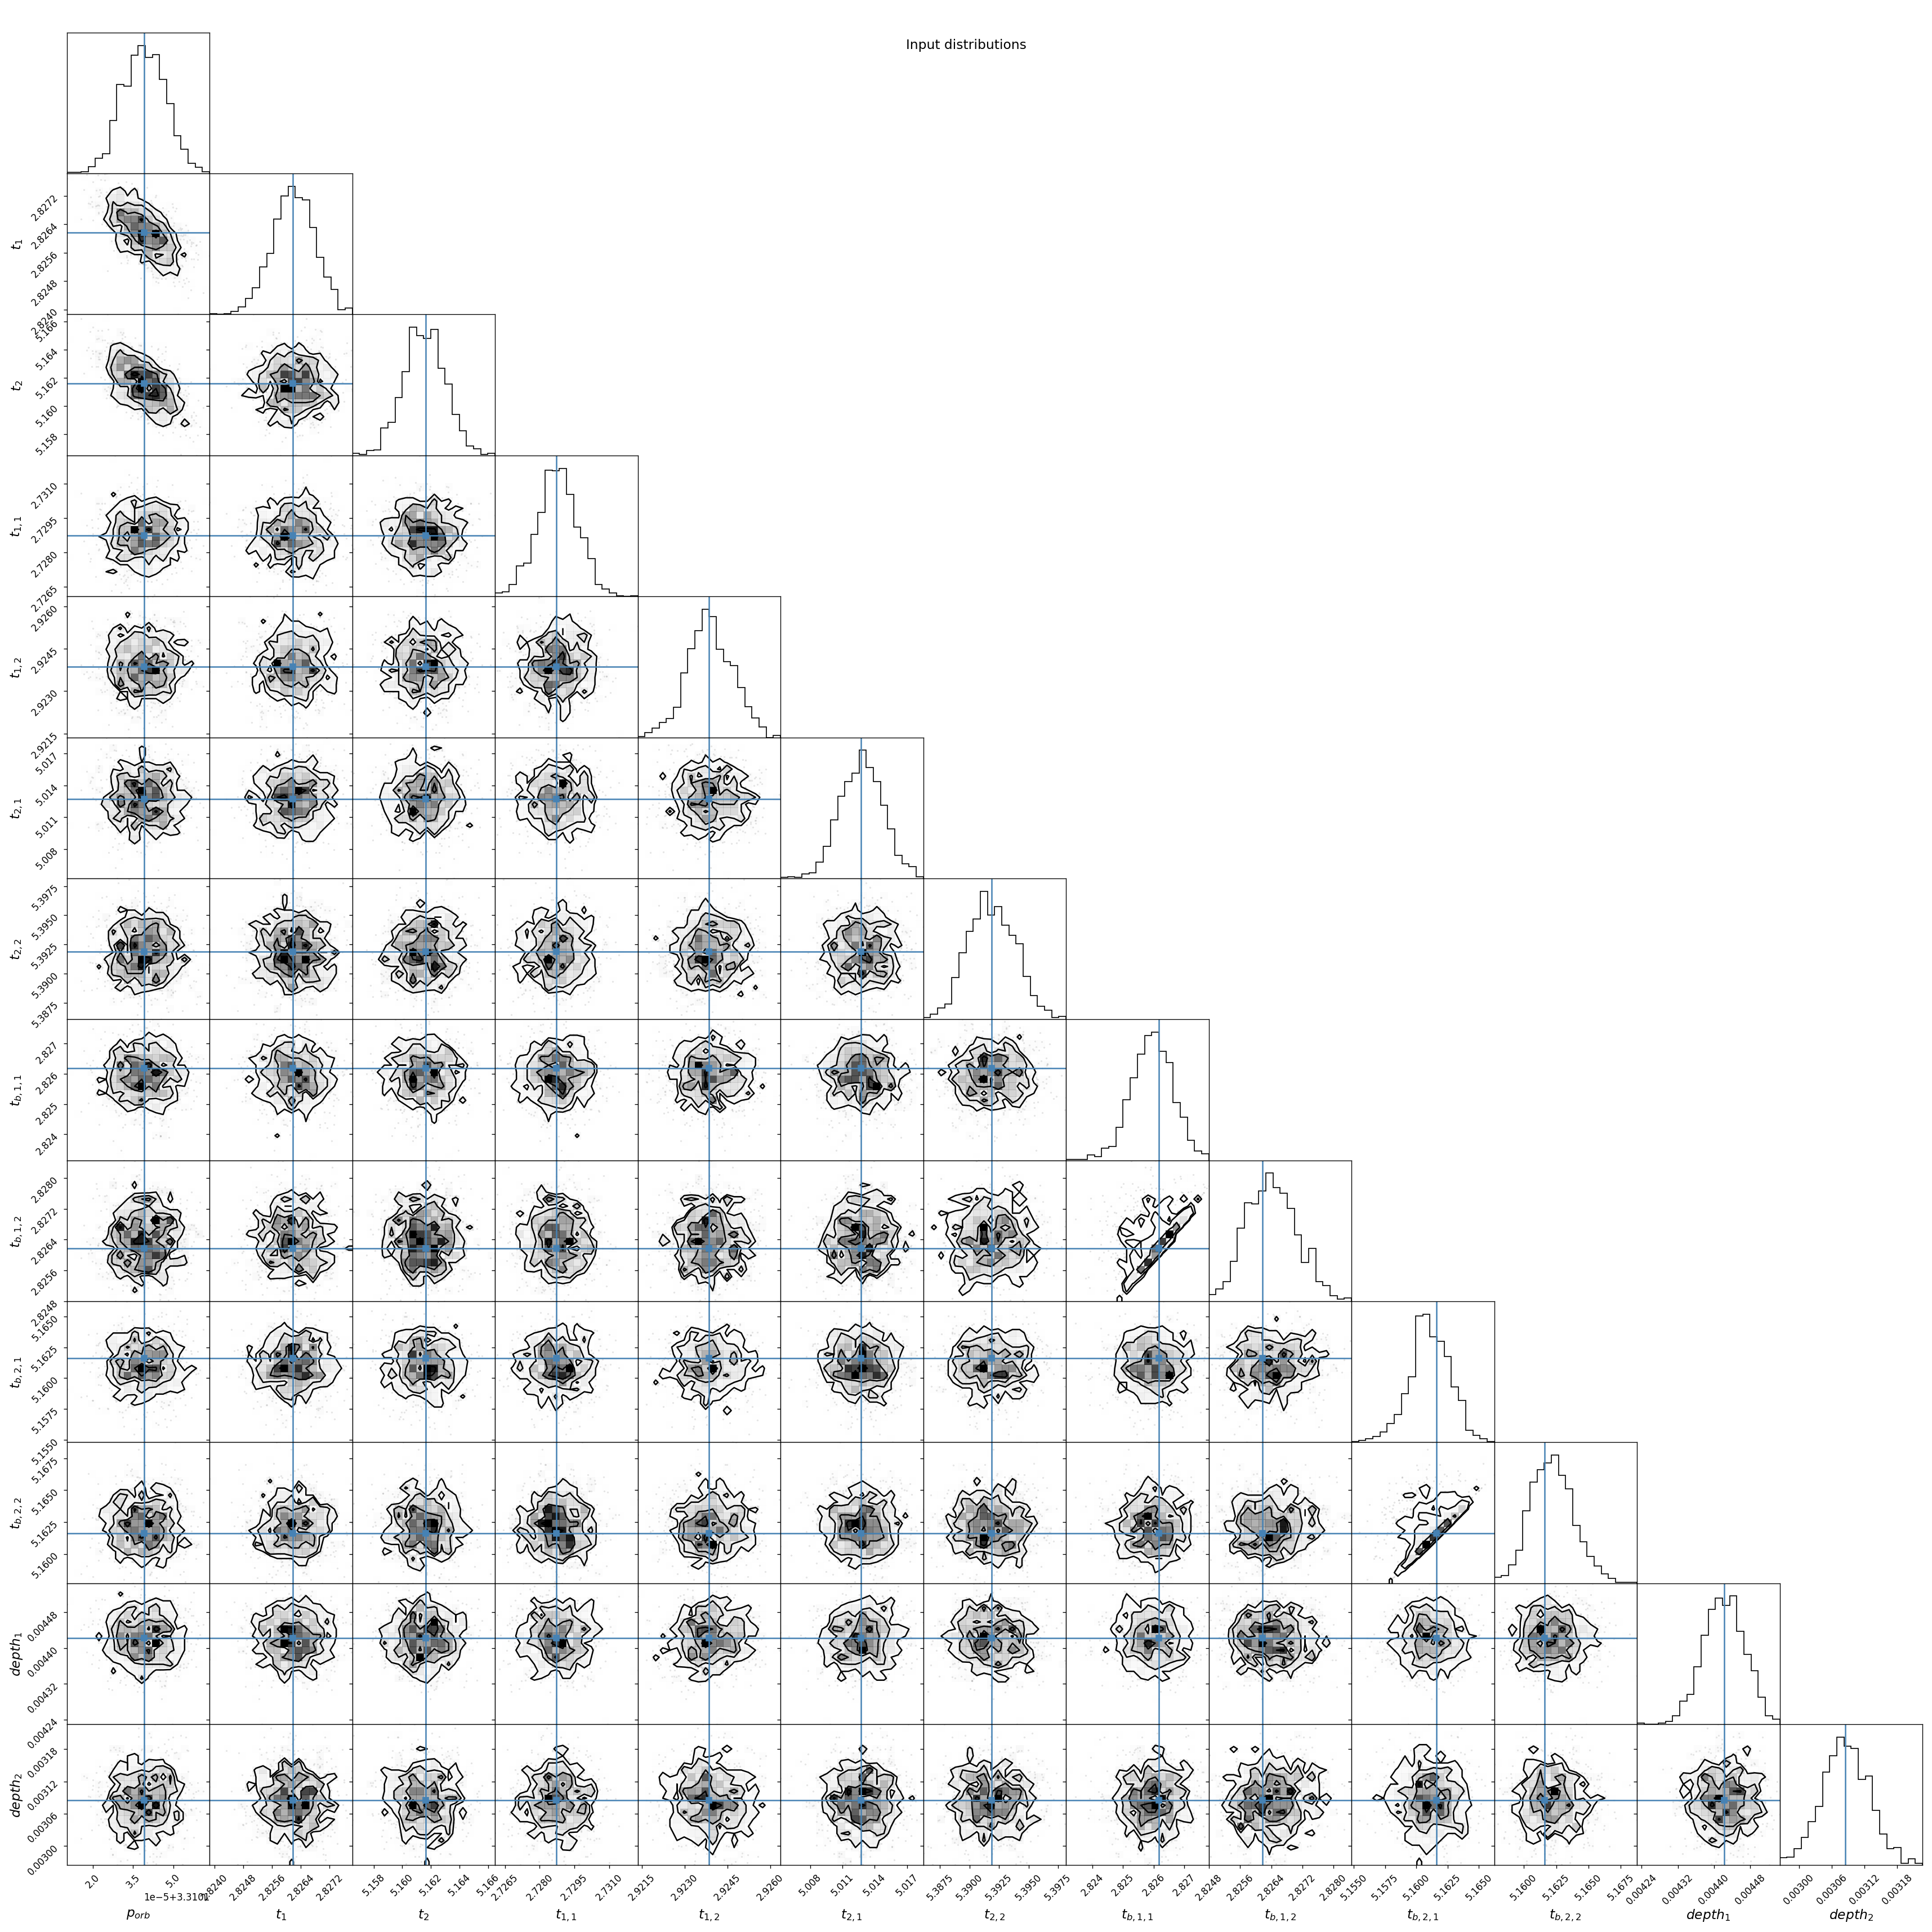 Input distributions
t_1
2.8272
2.8264
2.8256
2.8248
2.8240
t_2
5.166
5.164
5.162
5.160
5.158
t_{1,1}
2.7310
2.7295
2.7280
2.7265
t_{1,2}
2.9260
2.9245
2.9230
2.9215
t_{2,1}
5.017
5.014
5.011
5.008
t_{2,2}
5.3975
5.3950
5.3925
5.3900
5.3875
t_{b,1,1}
2.827
2.826
2.825
2.824
t_{b,1,2}
2.8280
2.8272
2.8264
2.8256
2.8248
t_{b,2,1}
5.1650
5.1625
5.1600
5.1575
5.1550
t_{b,2,2}
5.1675
5.1650
5.1625
5.1600
depth_1
0.00448
0.00440
0.00432
0.00424
depth_2
0.00318
0.00312
0.00306
0.00300
2.0 3.5 5.0
1e−5+3.3101
2.8240 2.8248 2.8256 2.8264 2.8272
5.158 5.160 5.162 5.164 5.166
2.7265 2.7280 2.7295 2.7310
2.9215 2.9230 2.9245 2.9260
5.008 5.011 5.014 5.017
5.3875 5.3900 5.3925 5.3950 5.3975
2.824 2.825 2.826 2.827
2.8248 2.8256 2.8264 2.8272 2.8280
5.1550 5.1575 5.1600 5.1625 5.1650
5.1600 5.1625 5.1650 5.1675
0.00424 0.00432 0.00440 0.00448
0.00300 0.00306 0.00312 0.00318
p_{orb} t_1 t_2 t_{1,1} t_{1,2} t_{2,1} t_{2,2} t_{b,1,1} t_{b,1,2} t_{b,2,1} t_{b,2,2} depth_1 depth_2